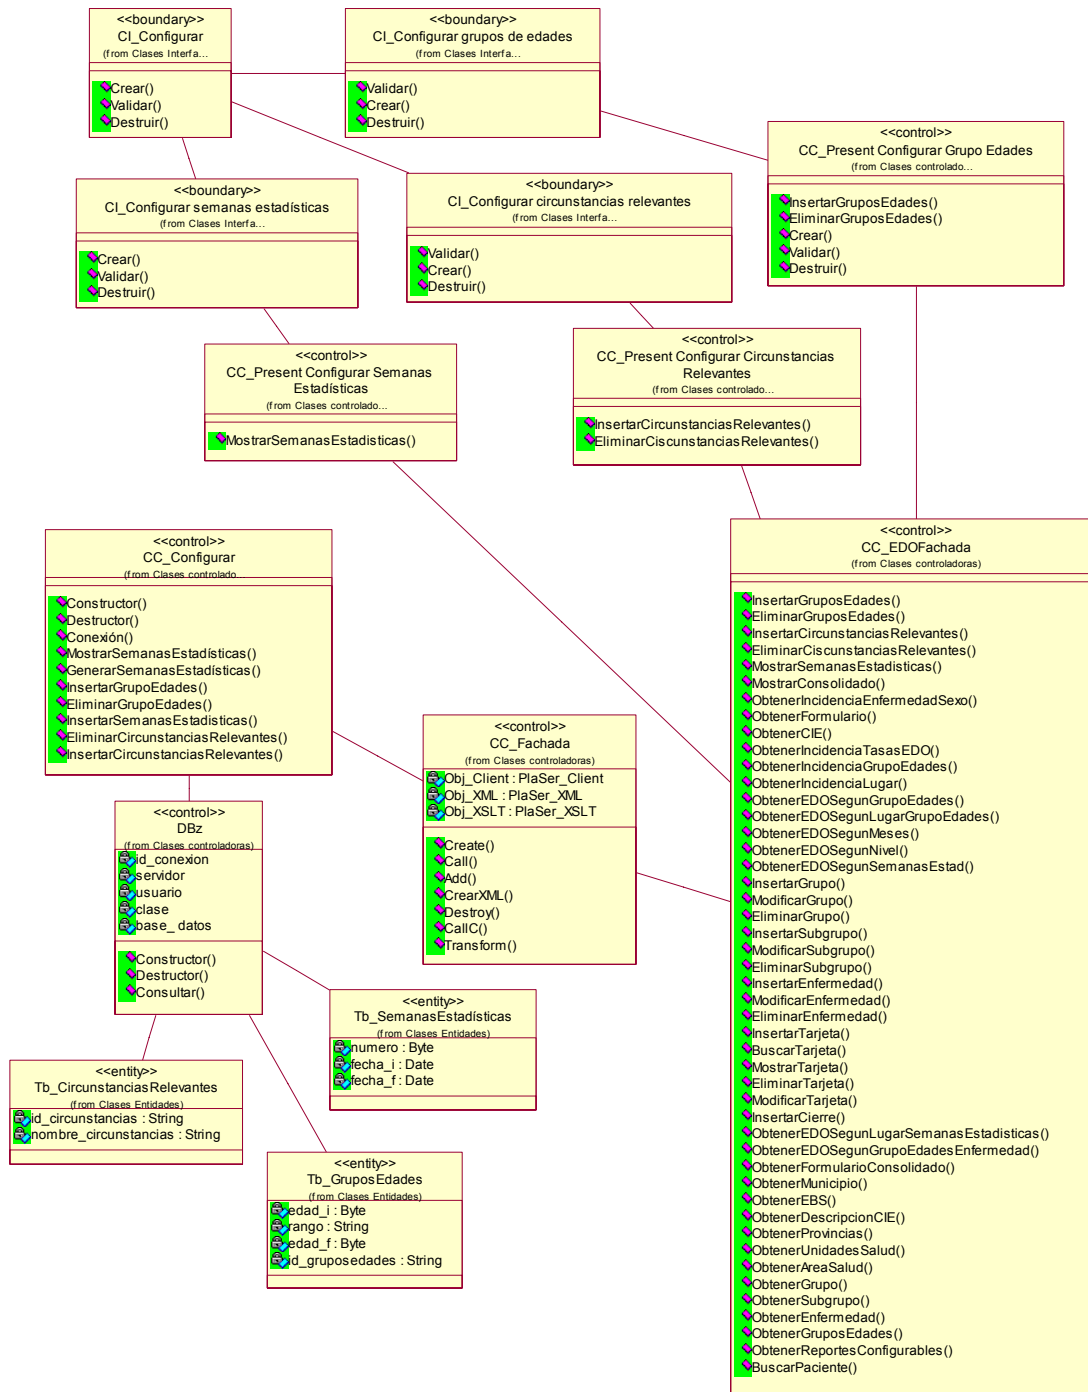 <<boundary>>
CI_Configurar
(from Clases Interfa...
Crear()
Validar()
Destruir()
<<boundary>>
CI_Configurar grupos de edades
(from Clases Interfa...
Validar()
Crear()
Destruir()
<<control>>
CC_Present Configurar Grupo Edades
(from Clases controlado...
InsertarGruposEdades()
EliminarGruposEdades()
Crear()
Validar()
Destruir()
<<boundary>>
CI_Configurar semanas estadísticas
(from Clases Interfa...
Crear()
Validar()
Destruir()
<<boundary>>
CI_Configurar circunstancias relevantes
(from Clases Interfa...
Validar()
Crear()
Destruir()
<<control>>
CC_Present Configurar Semanas
Estadísticas
(from Clases controlado...
MostrarSemanasEstadisticas()
<<control>>
CC_Present Configurar Circunstancias
Relevantes
(from Clases controlado...
InsertarCircunstanciasRelevantes()
EliminarCiscunstanciasRelevantes()
<<control>>
CC_Configurar
(from Clases controlado...
Constructor()
Destructor()
Conexión()
MostrarSemanasEstadísticas()
GenerarSemanasEstadísticas()
InsertarGrupoEdades()
EliminarGrupoEdades()
InsertarSemanasEstadisticas()
EliminarCircunstanciasRelevantes()
InsertarCircunstanciasRelevantes()
<<control>>
CC_Fachada
(from Clases controladoras)
Obj_Client : PlaSer_Client
Obj_XML : PlaSer_XML
Obj_XSLT : PlaSer_XSLT
Create()
Call()
Add()
CrearXML()
Destroy()
CallC()
Transform()
<<control>>
CC_EDOFachada
(from Clases controladoras)
InsertarGruposEdades()
EliminarGruposEdades()
InsertarCircunstanciasRelevantes()
EliminarCiscunstanciasRelevantes()
MostrarSemanasEstadisticas()
MostrarConsolidado()
ObtenerIncidenciaEnfermedadSexo()
ObtenerFormulario()
ObtenerCIE()
ObtenerIncidenciaTasasEDO()
ObtenerIncidenciaGrupoEdades()
ObtenerIncidenciaLugar()
ObtenerEDOSegunGrupoEdades()
ObtenerEDOSegunLugarGrupoEdades()
ObtenerEDOSegunMeses()
ObtenerEDOSegunNivel()
ObtenerEDOSegunSemanasEstad()
InsertarGrupo()
ModificarGrupo()
EliminarGrupo()
InsertarSubgrupo()
ModificarSubgrupo()
EliminarSubgrupo()
InsertarEnfermedad()
ModificarEnfermedad()
EliminarEnfermedad()
InsertarTarjeta()
BuscarTarjeta()
MostrarTarjeta()
EliminarTarjeta()
ModificarTarjeta()
InsertarCierre()
ObtenerEDOSegunLugarSemanasEstadisticas()
ObtenerEDOSegunGrupoEdadesEnfermedad()
ObtenerFormularioConsolidado()
ObtenerMunicipio()
ObtenerEBS()
ObtenerDescripcionCIE()
ObtenerProvincias()
ObtenerUnidadesSalud()
ObtenerAreaSalud()
ObtenerGrupo()
ObtenerSubgrupo()
ObtenerEnfermedad()
ObtenerGruposEdades()
ObtenerReportesConfigurables()
BuscarPaciente()
<<control>>
DBz
(from Clases controladoras)
id_conexion
servidor
usuario
clase
base_datos
Constructor()
Destructor()
Consultar()
<<entity>>
Tb_SemanasEstadísticas
(from Clases Entidades)
numero : Byte
fecha_i : Date
fecha_f : Date
<<entity>>
Tb_CircunstanciasRelevantes
(from Clases Entidades)
id_circunstancias : String
nombre_circunstancias : String
<<entity>>
Tb_GruposEdades
(from Clases Entidades)
edad_i : Byte
rango : String
edad_f : Byte
id_gruposedades : String